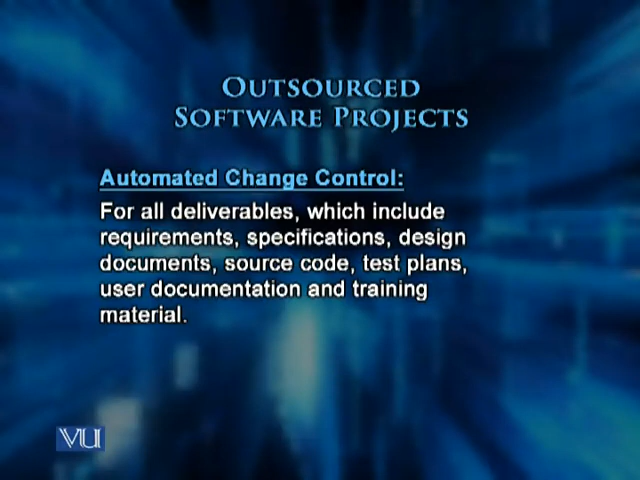 OUTSOURCED
SOFTWARE PROJECTS
Automated Change Control:
For all deliverables, which include
requirements, specifications, design
documents, source code, test plans,
user documentation and training
material.
VU